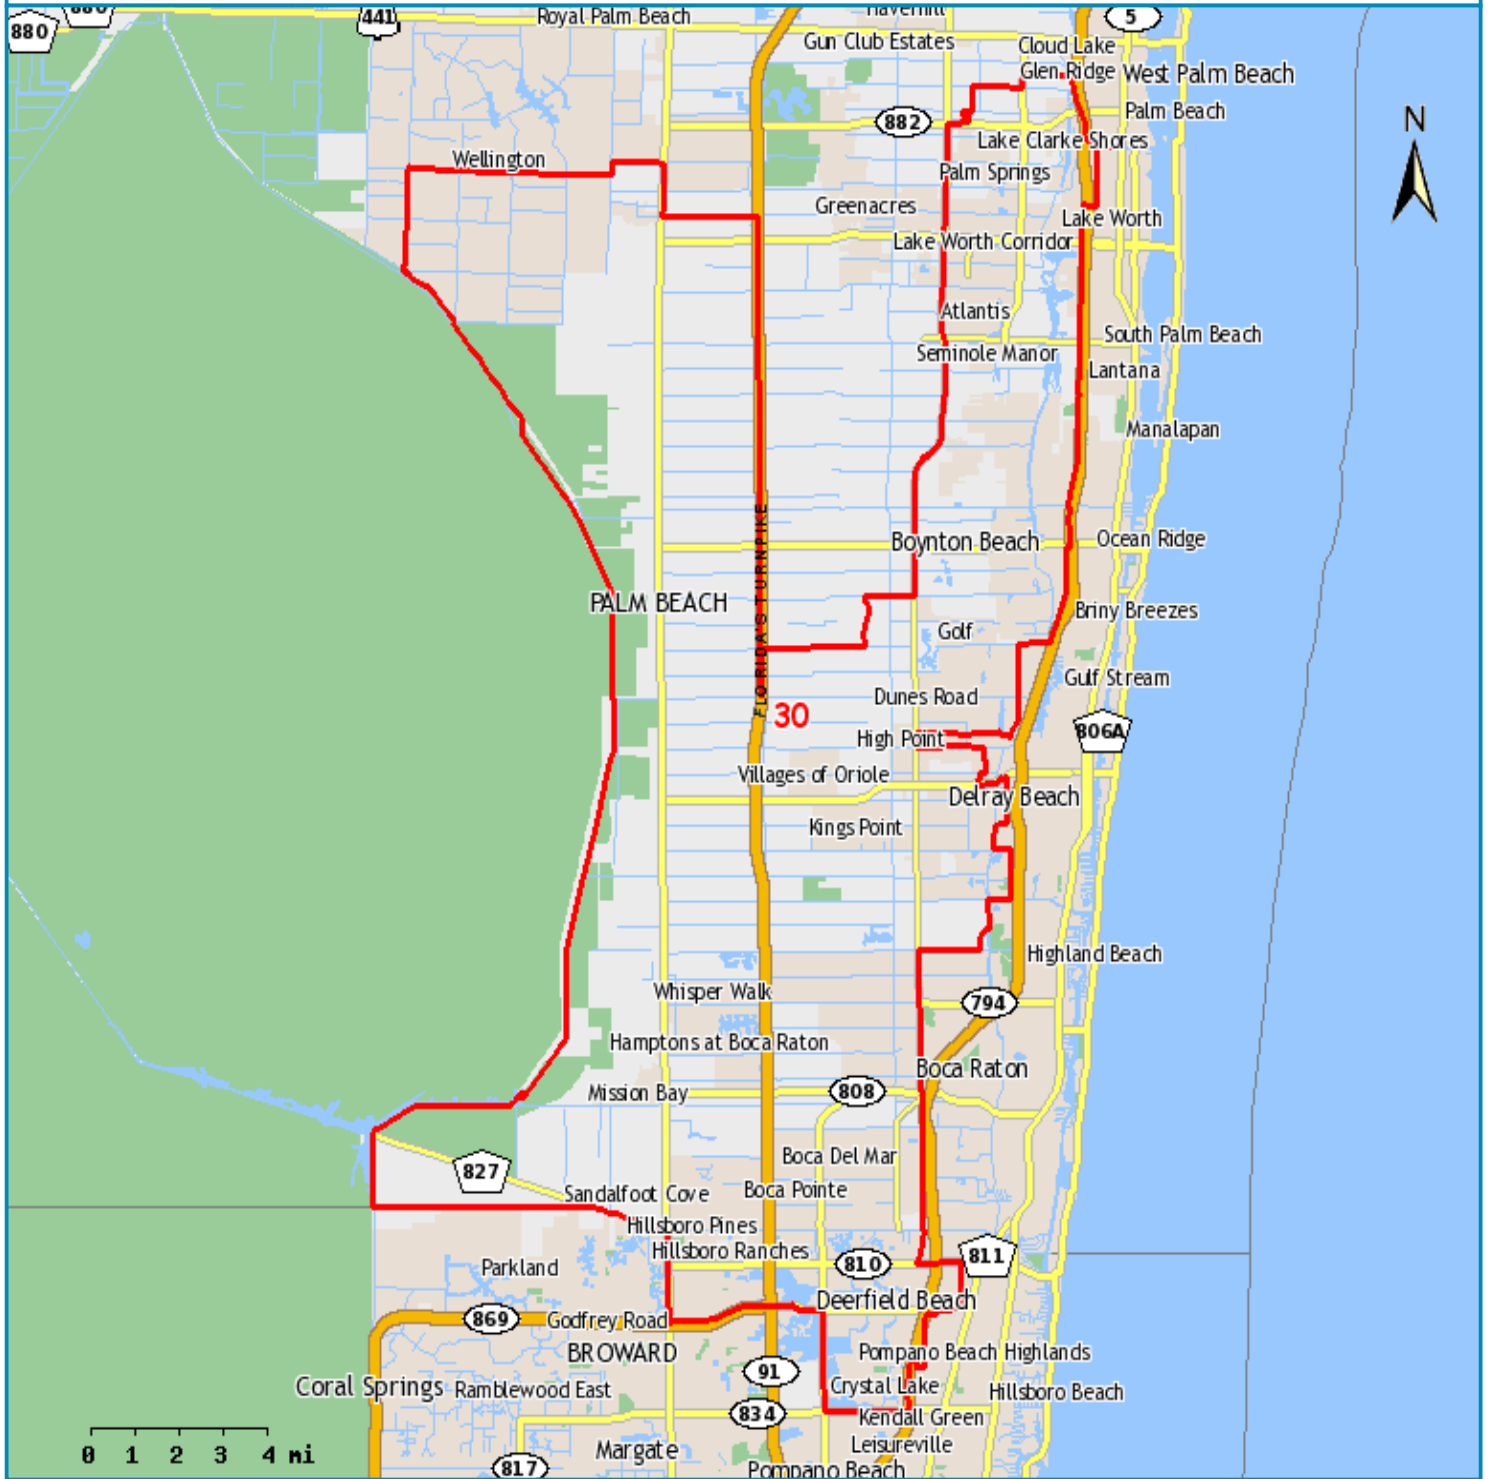 880
880
441
Royal Palm Beach
Haverhill
5
Gun Club Estates
Cloud Lake
Glen Ridge
West Palm Beach
Palm Beach
882
N
Lake Clarke Shores
Wellington
Palm Springs
Greenacres
Lake Worth
Lake Worth Corridor
Atlantis
South Palm Beach
Seminole Manor
Lantana
Manalapan
FLORIDA'S TURNPIKE
Boynton Beach
Ocean Ridge
PALM BEACH
Briny Breezes
Golf
Gulf Stream
Dunes Road
30
806A
High Point
Villages of Oriole
Delray Beach
Kings Point
Highland Beach
Whisper Walk
794
Hamptons at Boca Raton
Boca Raton
Mission Bay
808
Boca Del Mar
827
Sandalfoot Cove
Boca Pointe
Hillsboro Pines
Hillsboro Ranches
811
Parkland
810
Deerfield Beach
869
Godfrey Road
BROWARD
Pompano Beach Highlands
91
Coral Springs
Ramblewood East
Crystal Lake
Hillsboro Beach
834
Kendall Green
Margate
Leisureville
0 1 2 3 4 mi
817
Pompano Beach